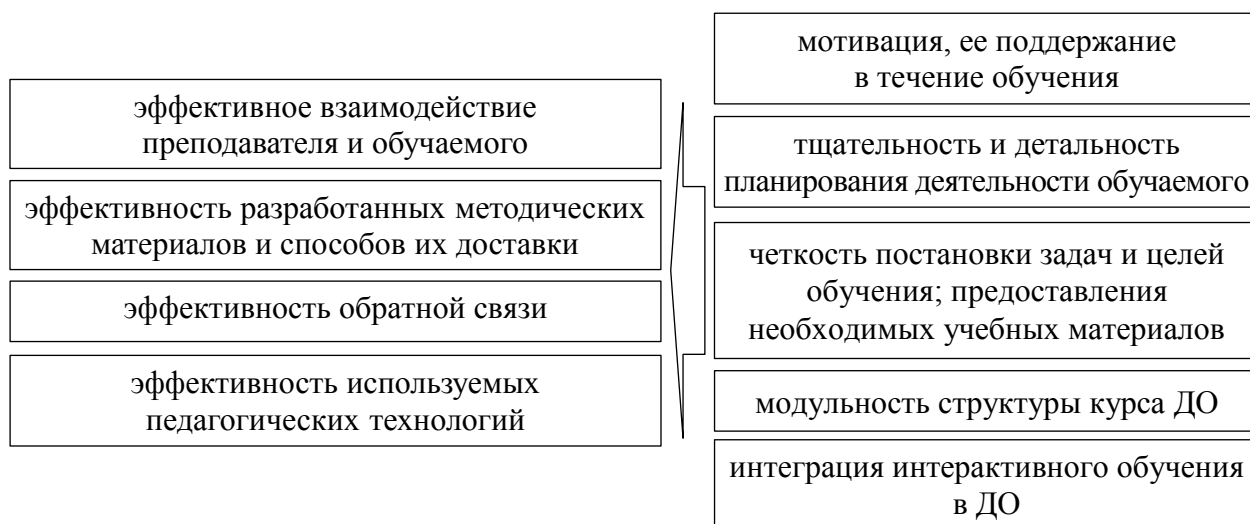 эффективное взаимодействие
преподавателя и обучаемого
эффективность разработанных методических
материалов и способов их доставки
эффективность обратной связи
эффективность используемых
педагогических технологий
мотивация, ее поддержание
в течение обучения
тщательность и детальность
планирования деятельности обучаемого
четкость постановки задач и целей
обучения; предоставления
необходимых учебных материалов
модульность структуры курса ДО
интеграция интерактивного обучения
в ДО